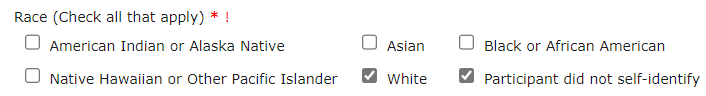 Race (Check all that apply) * !
American Indian or Alaska Native Asian Black or African American
Native Hawaiian or Other Pacific Islander White Participant did not self-identify